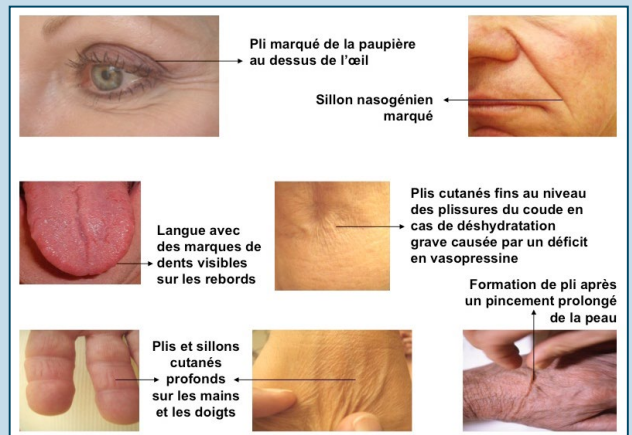 Pli marqué de la paupière
au dessus de l'œil
Sillon nasogénien
marqué
Langue avec
des marques de
dents visibles
sur les rebords
Plis cutanés fins au niveau
des plissures du coude en
cas de déshydratation
grave causée par un déficit
en vasopressine
Formation de pli après
un pincement prolongé
de la peau
Plis et sillons
cutanés
profonds
sur les mains
et les doigts